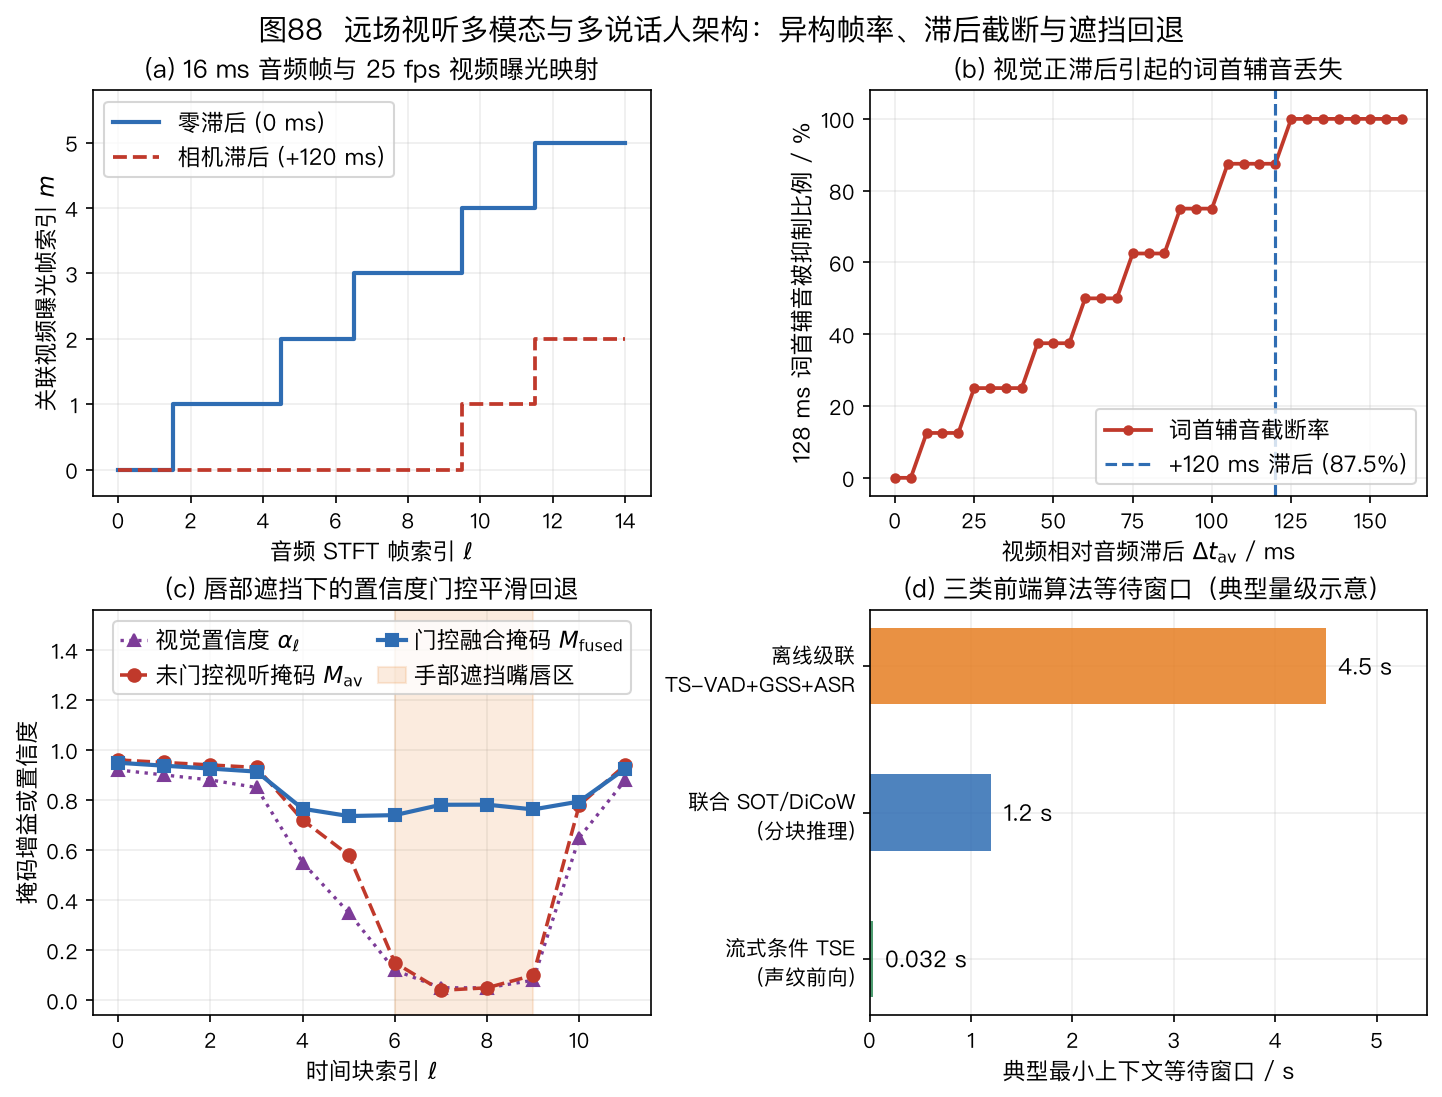 图88 远场视听多模态与多说话人架构：异构帧率、滞后截断与遮挡回退
(a) 16 ms 音频帧与 25 fps 视频曝光映射
零滞后 (0 ms)
相机滞后 (+120 ms)
关联视频曝光帧索引 m
5
4
3
2
1
0
0 2 4 6 8 10 12 14
音频 STFT 帧索引 ℓ
(b) 视觉正滞后引起的词首辅音丢失
128 ms 词首辅音被抑制比例 / %
100
80
60
40
20
0
词首辅音截断率
+120 ms 滞后 (87.5%)
0 25 50 75 100 125 150
视频相对音频滞后 Δt_av / ms
(c) 唇部遮挡下的置信度门控平滑回退
视觉置信度 α_ℓ
未门控视听掩码 M_av
门控融合掩码 M_fused
手部遮挡嘴唇区
掩码增益或置信度
1.4
1.2
1.0
0.8
0.6
0.4
0.2
0.0
0 2 4 6 8 10
时间块索引 ℓ
(d) 三类前端算法等待窗口（典型量级示意）
离线级联
TS–VAD+GSS+ASR
4.5 s
联合 SOT/DiCoW
(分块推理)
1.2 s
流式条件 TSE
(声纹前向)
0.032 s
0 1 2 3 4 5
典型最小上下文等待窗口 / s